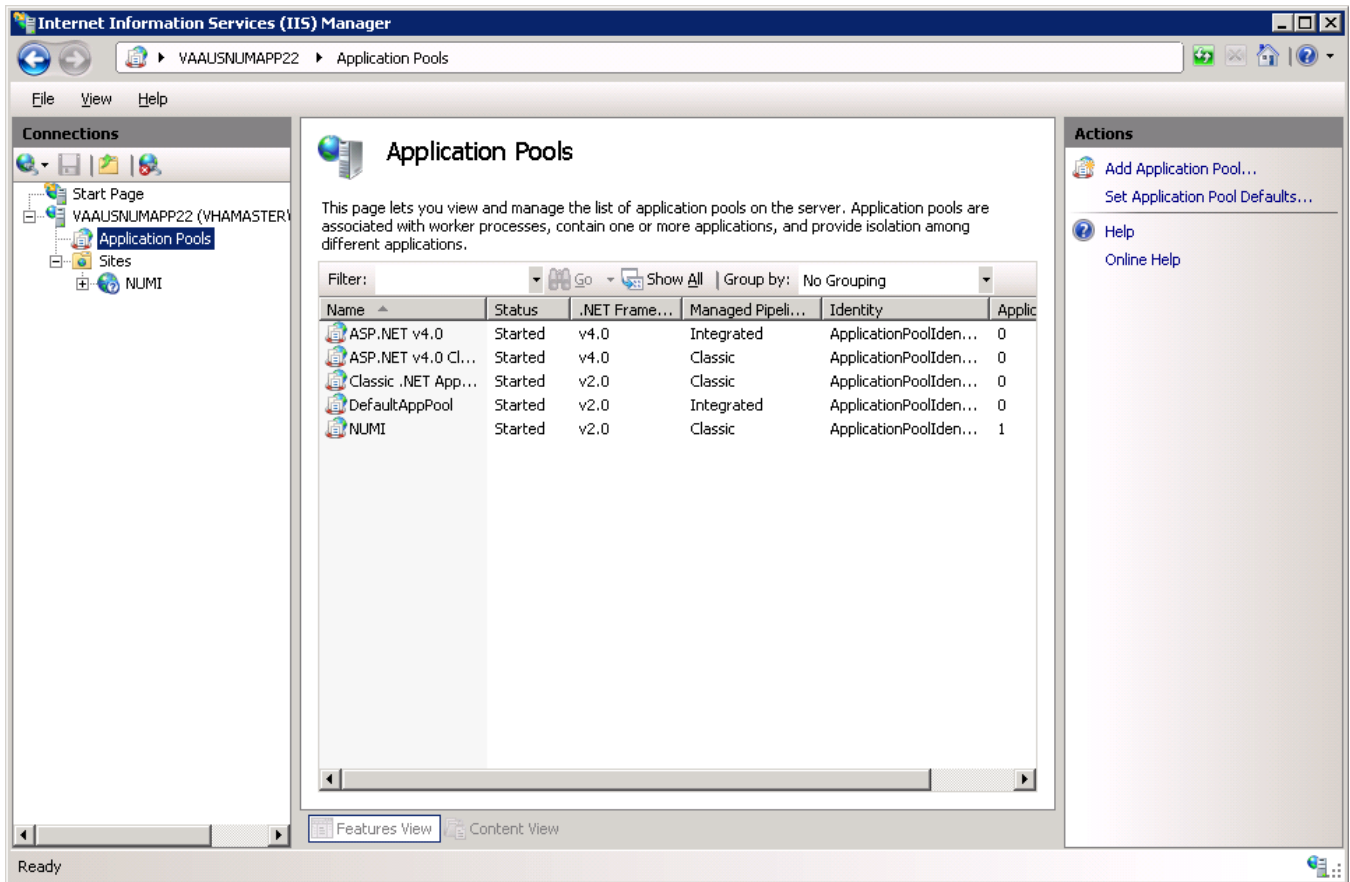 Internet Information Services (IIS) Manager
VAAUSNUMAPP22 Application Pools
File View Help
Connections
Start Page
VAAUSNUMAPP22 (VHAMASTER\
Application Pools
Sites
NUMI
Application Pools
This page lets you view and manage the list of application pools on the server. Application pools are
associated with worker processes, contain one or more applications, and provide isolation among
different applications.
Filter: Go Show All Group by: No Grouping
Name Status .NET Frame... Managed Pipeli... Identity Applic
ASP.NET v4.0 Started v4.0 Integrated ApplicationPoolIden... 0
ASP.NET v4.0 Cl... Started v4.0 Classic ApplicationPoolIden... 0
Classic .NET App... Started v2.0 Classic ApplicationPoolIden... 0
DefaultAppPool Started v2.0 Integrated ApplicationPoolIden... 0
NUMI Started v2.0 Classic ApplicationPoolIden... 1
Features View Content View
Actions
Add Application Pool...
Set Application Pool Defaults...
Help
Online Help
Ready